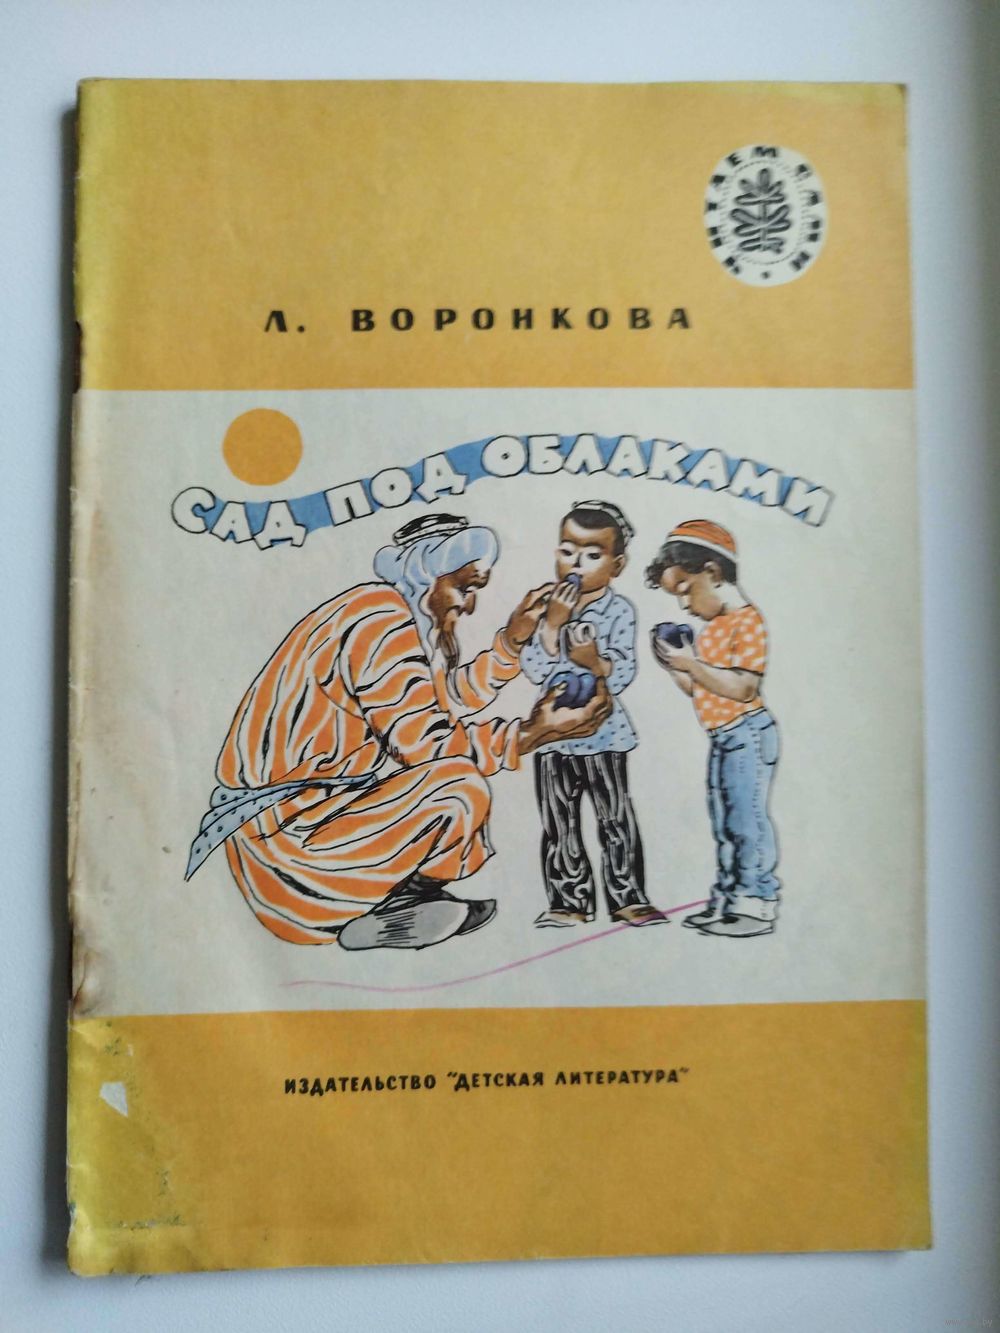 ЧИТАЕМ САМИ •
Л. ВОРОНКОВА
САД ПОД ОБЛАКАМИ
ИЗДАТЕЛЬСТВО "ДЕТСКАЯ ЛИТЕРАТУРА"